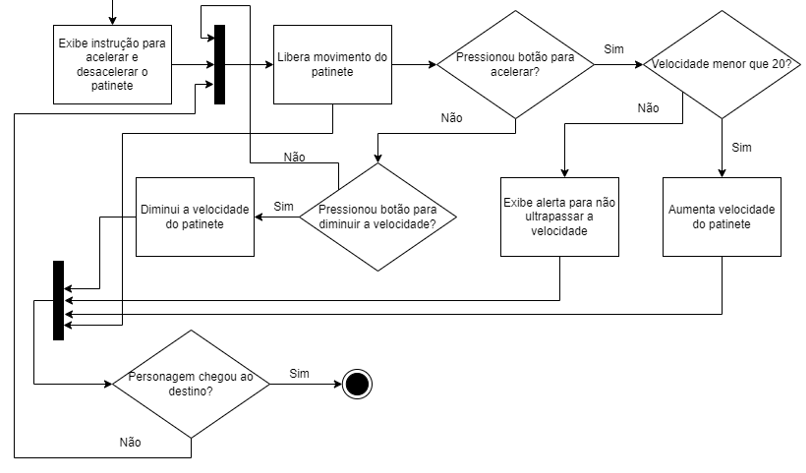 Exibe instrução para
acelerar e
desacelerar o
patinete
Libera movimento do
patinete
Pressionou botão para
acelerar?
Sim
Velocidade menor que 20?
Não
Não
Sim
Não
Diminui a velocidade
do patinete
Sim
Pressionou botão para
diminuir a velocidade?
Exibe alerta para não
ultrapassar a
velocidade
Aumenta velocidade
do patinete
Personagem chegou ao
destino?
Sim
Não